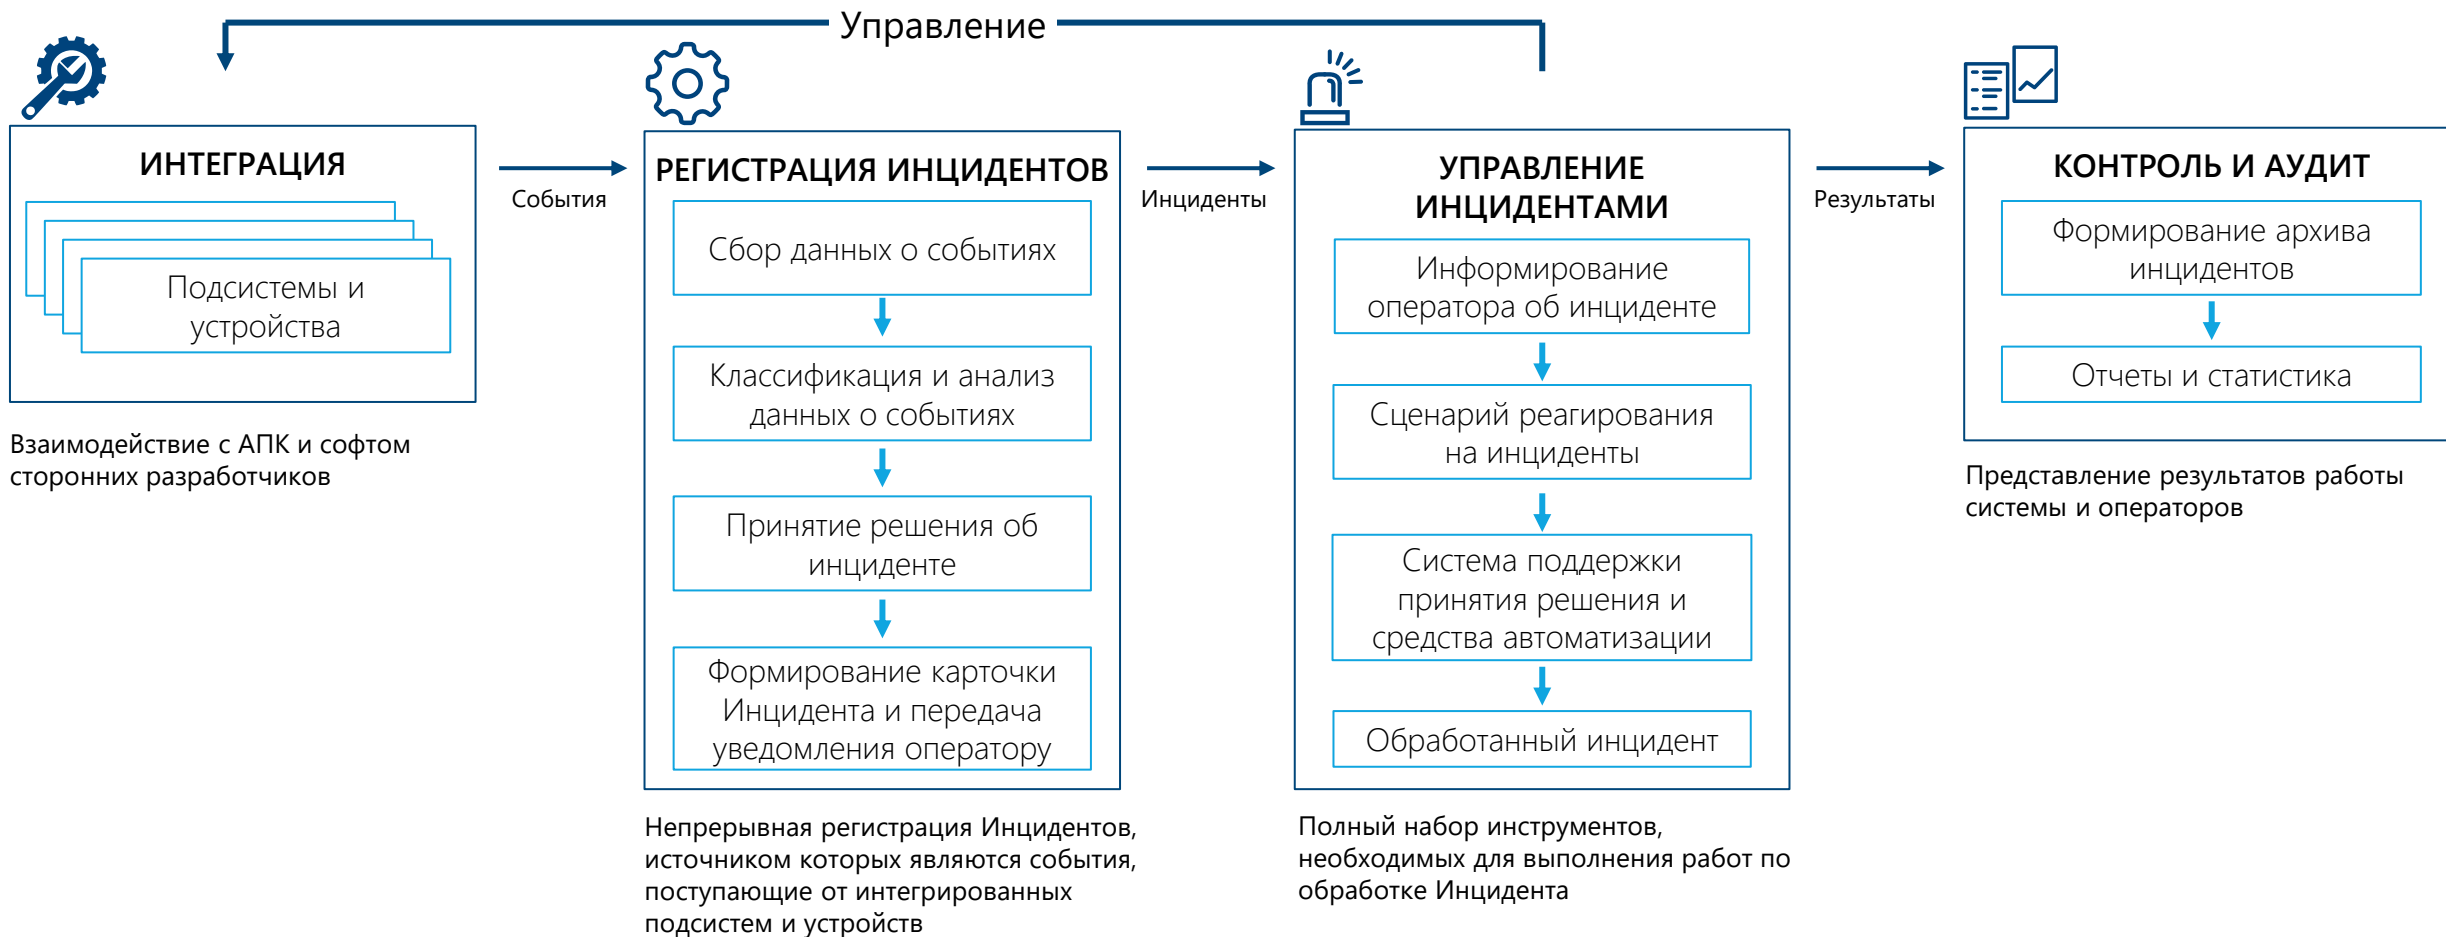 Управление
ИНТЕГРАЦИЯ
Подсистемы и
устройства
Взаимодействие с АПК и софтом
сторонних разработчиков
События
РЕГИСТРАЦИЯ ИНЦИДЕНТОВ
Сбор данных о событиях
Классификация и анализ
данных о событиях
Принятие решения об
инциденте
Формирование карточки
Инцидента и передача
уведомления оператору
Непрерывная регистрация Инцидентов,
источником которых являются события,
поступающие от интегрированных
подсистем и устройств
Инциденты
УПРАВЛЕНИЕ
ИНЦИДЕНТАМИ
Информирование
оператора об инциденте
Сценарий реагирования
на инциденты
Система поддержки
принятия решения и
средства автоматизации
Обработанный инцидент
Полный набор инструментов,
необходимых для выполнения работ по
обработке Инцидента
Результаты
КОНТРОЛЬ И АУДИТ
Формирование архива
инцидентов
Отчеты и статистика
Представление результатов работы
системы и операторов